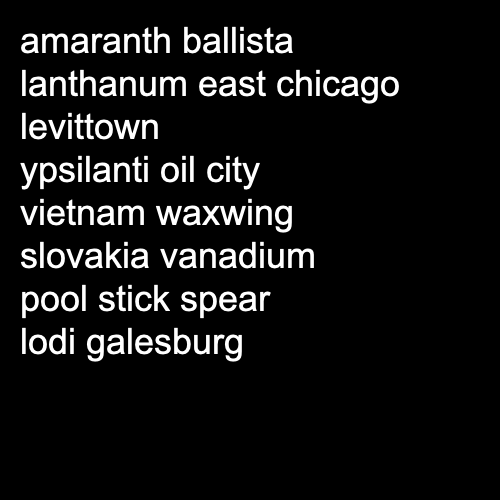 amaranth ballista
lanthanum east chicago
levittown
ypsilanti oil city
vietnam waxwing
slovakia vanadium
pool stick spear
lodi galesburg